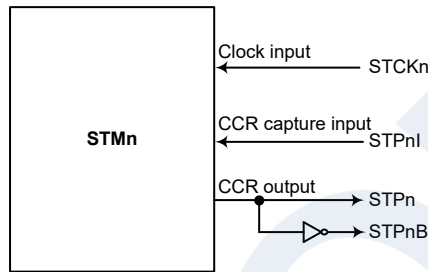 Clock input
STCKn
STMn
CCR capture input
STPnI
CCR output
STPn
STPnB